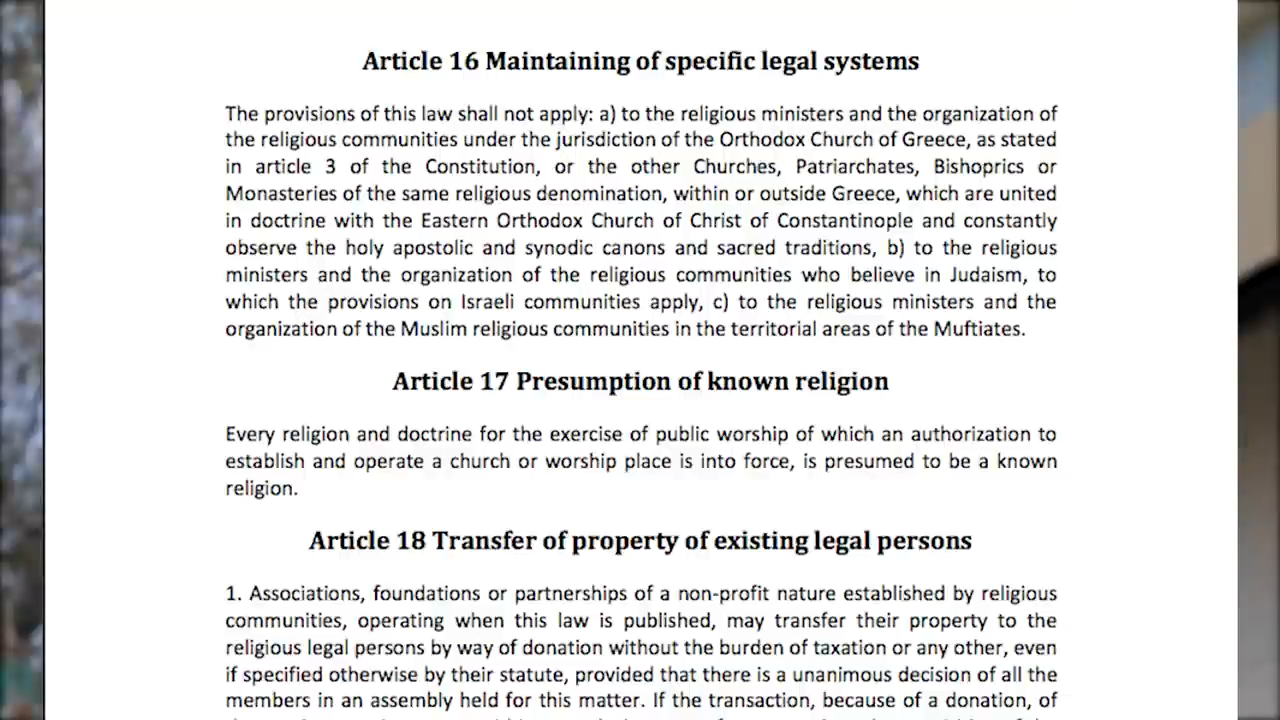 Article 16 Maintaining of specific legal systems
The provisions of this law shall not apply: a) to the religious ministers and the organization of
the religious communities under the jurisdiction of the Orthodox Church of Greece, as stated
in article 3 of the Constitution, or the other Churches, Patriarchates, Bishoprics or
Monasteries of the same religious denomination, within or outside Greece, which are united
in doctrine with the Eastern Orthodox Church of Christ of Constantinople and constantly
observe the holy apostolic and synodic canons and sacred traditions, b) to the religious
ministers and the organization of the religious communities who believe in Judaism, to
which the provisions on Israeli communities apply, c) to the religious ministers and the
organization of the Muslim religious communities in the territorial areas of the Muftiates.
Article 17 Presumption of known religion
Every religion and doctrine for the exercise of public worship of which an authorization to
establish and operate a church or worship place is into force, is presumed to be a known
religion.
Article 18 Transfer of property of existing legal persons
1. Associations, foundations or partnerships of a non-profit nature established by religious
communities, operating when this law is published, may transfer their property to the
religious legal persons by way of donation without the burden of taxation or any other, even
if specified otherwise by their statute, provided that there is a unanimous decision of all the
members in an assembly held for this matter. If the transaction, because of a donation, of